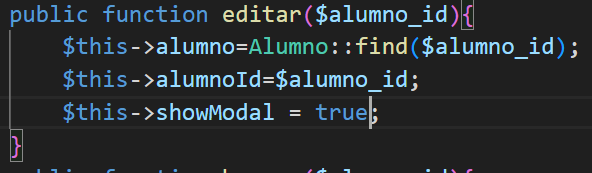 public function editar($alumno_id){
$this->alumno=Alumno::find($alumno_id);
$this->alumnoId=$alumno_id;
$this->showModal = true;
}